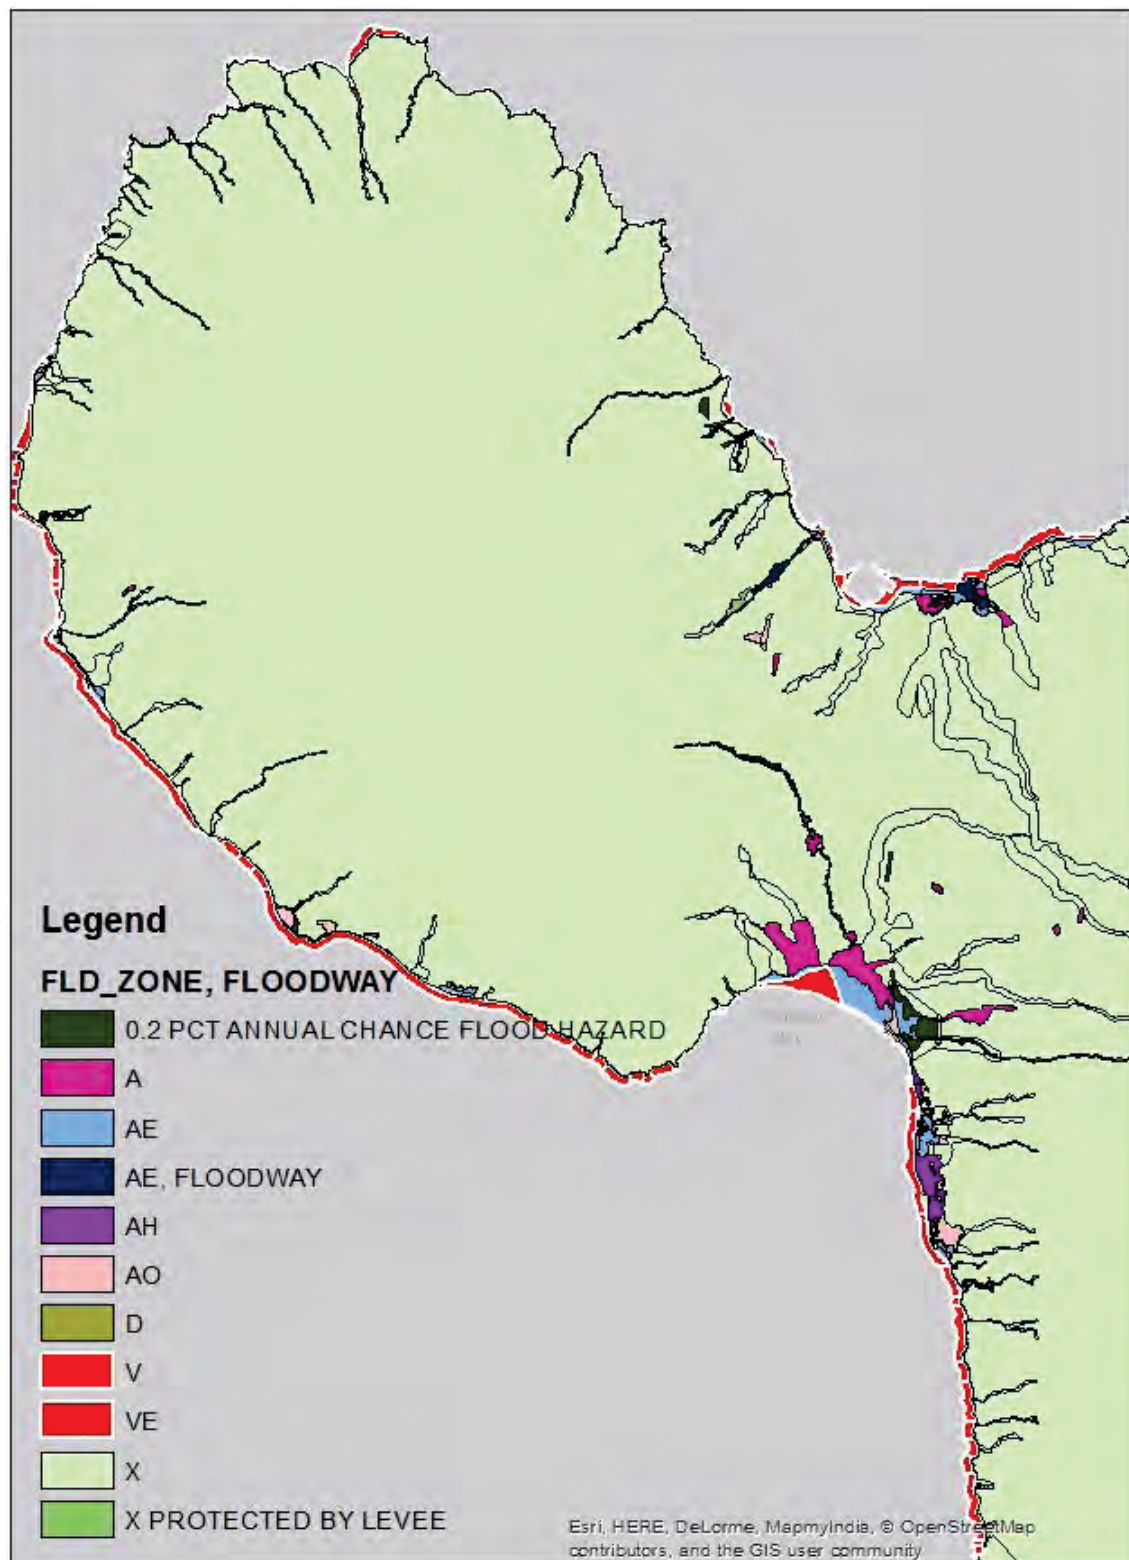 Legend
FLD_ZONE, FLOODWAY
0.2 PCT ANNUAL CHANCE FLOOD HAZARD
A
AE
AE, FLOODWAY
AH
AO
D
V
VE
X
X PROTECTED BY LEVEE
Esri, HERE, DeLorme, MapmyIndia, © OpenStreetMap
contributors, and the GIS user community